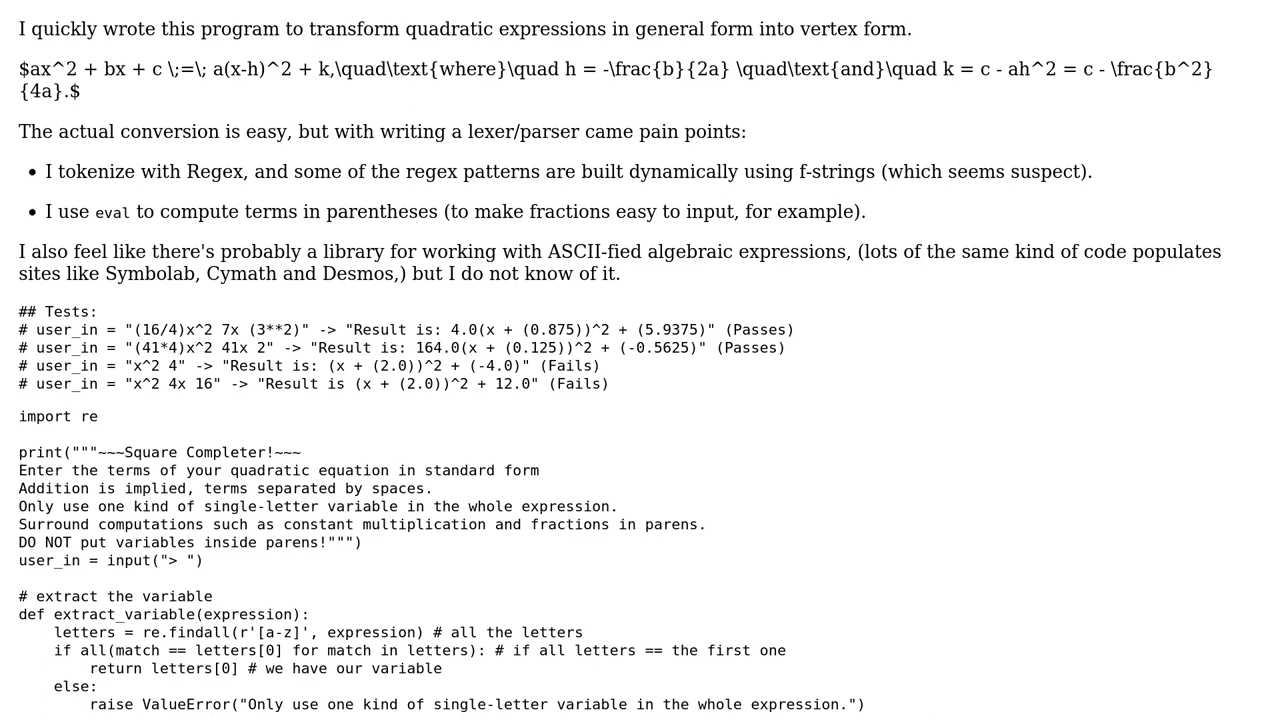 I quickly wrote this program to transform quadratic expressions in general form into vertex form.
$ax^2 + bx + c \;=\; a(x-h)^2 + k,\quad\text{where}\quad h = -\frac{b}{2a} \quad\text{and}\quad k = c - ah^2 = c - \frac{b^2}
{4a}.$
The actual conversion is easy, but with writing a lexer/parser came pain points:
• I tokenize with Regex, and some of the regex patterns are built dynamically using f-strings (which seems suspect).
• I use eval to compute terms in parentheses (to make fractions easy to input, for example).
I also feel like there's probably a library for working with ASCII-fied algebraic expressions, (lots of the same kind of code populates
sites like Symbolab, Cymath and Desmos,) but I do not know of it.
## Tests:
# user_in = "(16/4)x^2 7x (3**2)" -> "Result is: 4.0(x + (0.875))^2 + (5.9375)" (Passes)
# user_in = "(41*4)x^2 41x 2" -> "Result is: 164.0(x + (0.125))^2 + (-0.5625)" (Passes)
# user_in = "x^2 4" -> "Result is: (x + (2.0))^2 + (-4.0)" (Fails)
# user_in = "x^2 4x 16" -> "Result is (x + (2.0))^2 + 12.0" (Fails)
import re
print("""~~~Square Completer!~~~
Enter the terms of your quadratic equation in standard form
Addition is implied, terms separated by spaces.
Only use one kind of single-letter variable in the whole expression.
Surround computations such as constant multiplication and fractions in parens.
DO NOT put variables inside parens!""")
user_in = input("> ")
# extract the variable
def extract_variable(expression):
    letters = re.findall(r'[a-z]', expression) # all the letters
    if all(match == letters[0] for match in letters): # if all letters == the first one
        return letters[0] # we have our variable
    else:
        raise ValueError("Only use one kind of single-letter variable in the whole expression.")